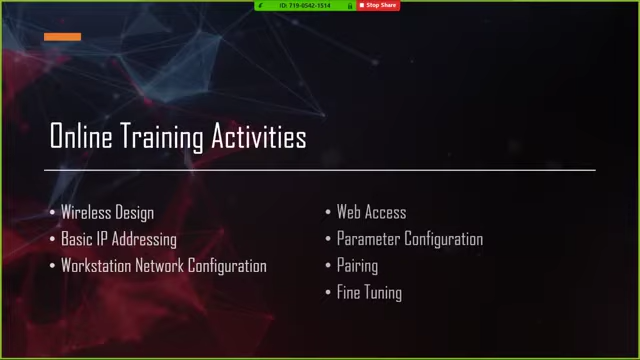 ID: 719-0542-1514
Stop Share
Online Training Activities
• Wireless Design
• Basic IP Addressing
• Workstation Network Configuration
• Web Access
• Parameter Configuration
• Pairing
• Fine Tuning